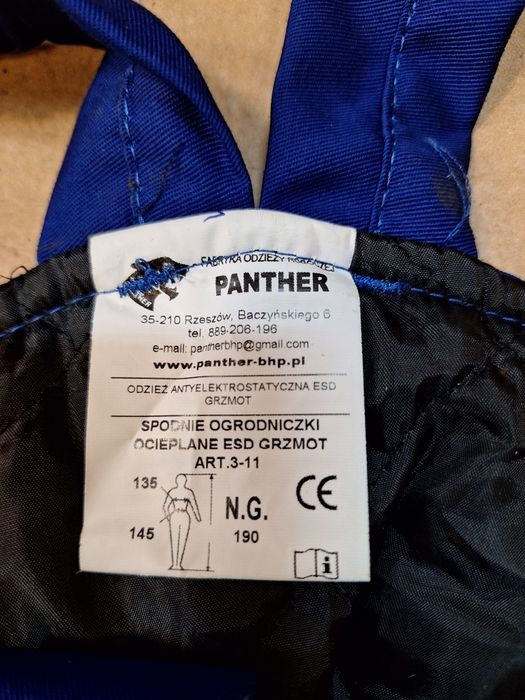 FABRYKA ODZIEŻY
PANTHER
35-210 Rzeszów, Baczyńskiego 6
tel. 889-206-196
e-mail: pantherbhp@gmail.com
www.panther-bhp.pl
ODZIEŻ ANTYELEKTROSTATYCZNA ESD
GRZMOT
SPODNIE OGRODNICZKI
OCIEPLANE ESD GRZMOT
ART.3-11
135
N.G.
CE
145
190
i